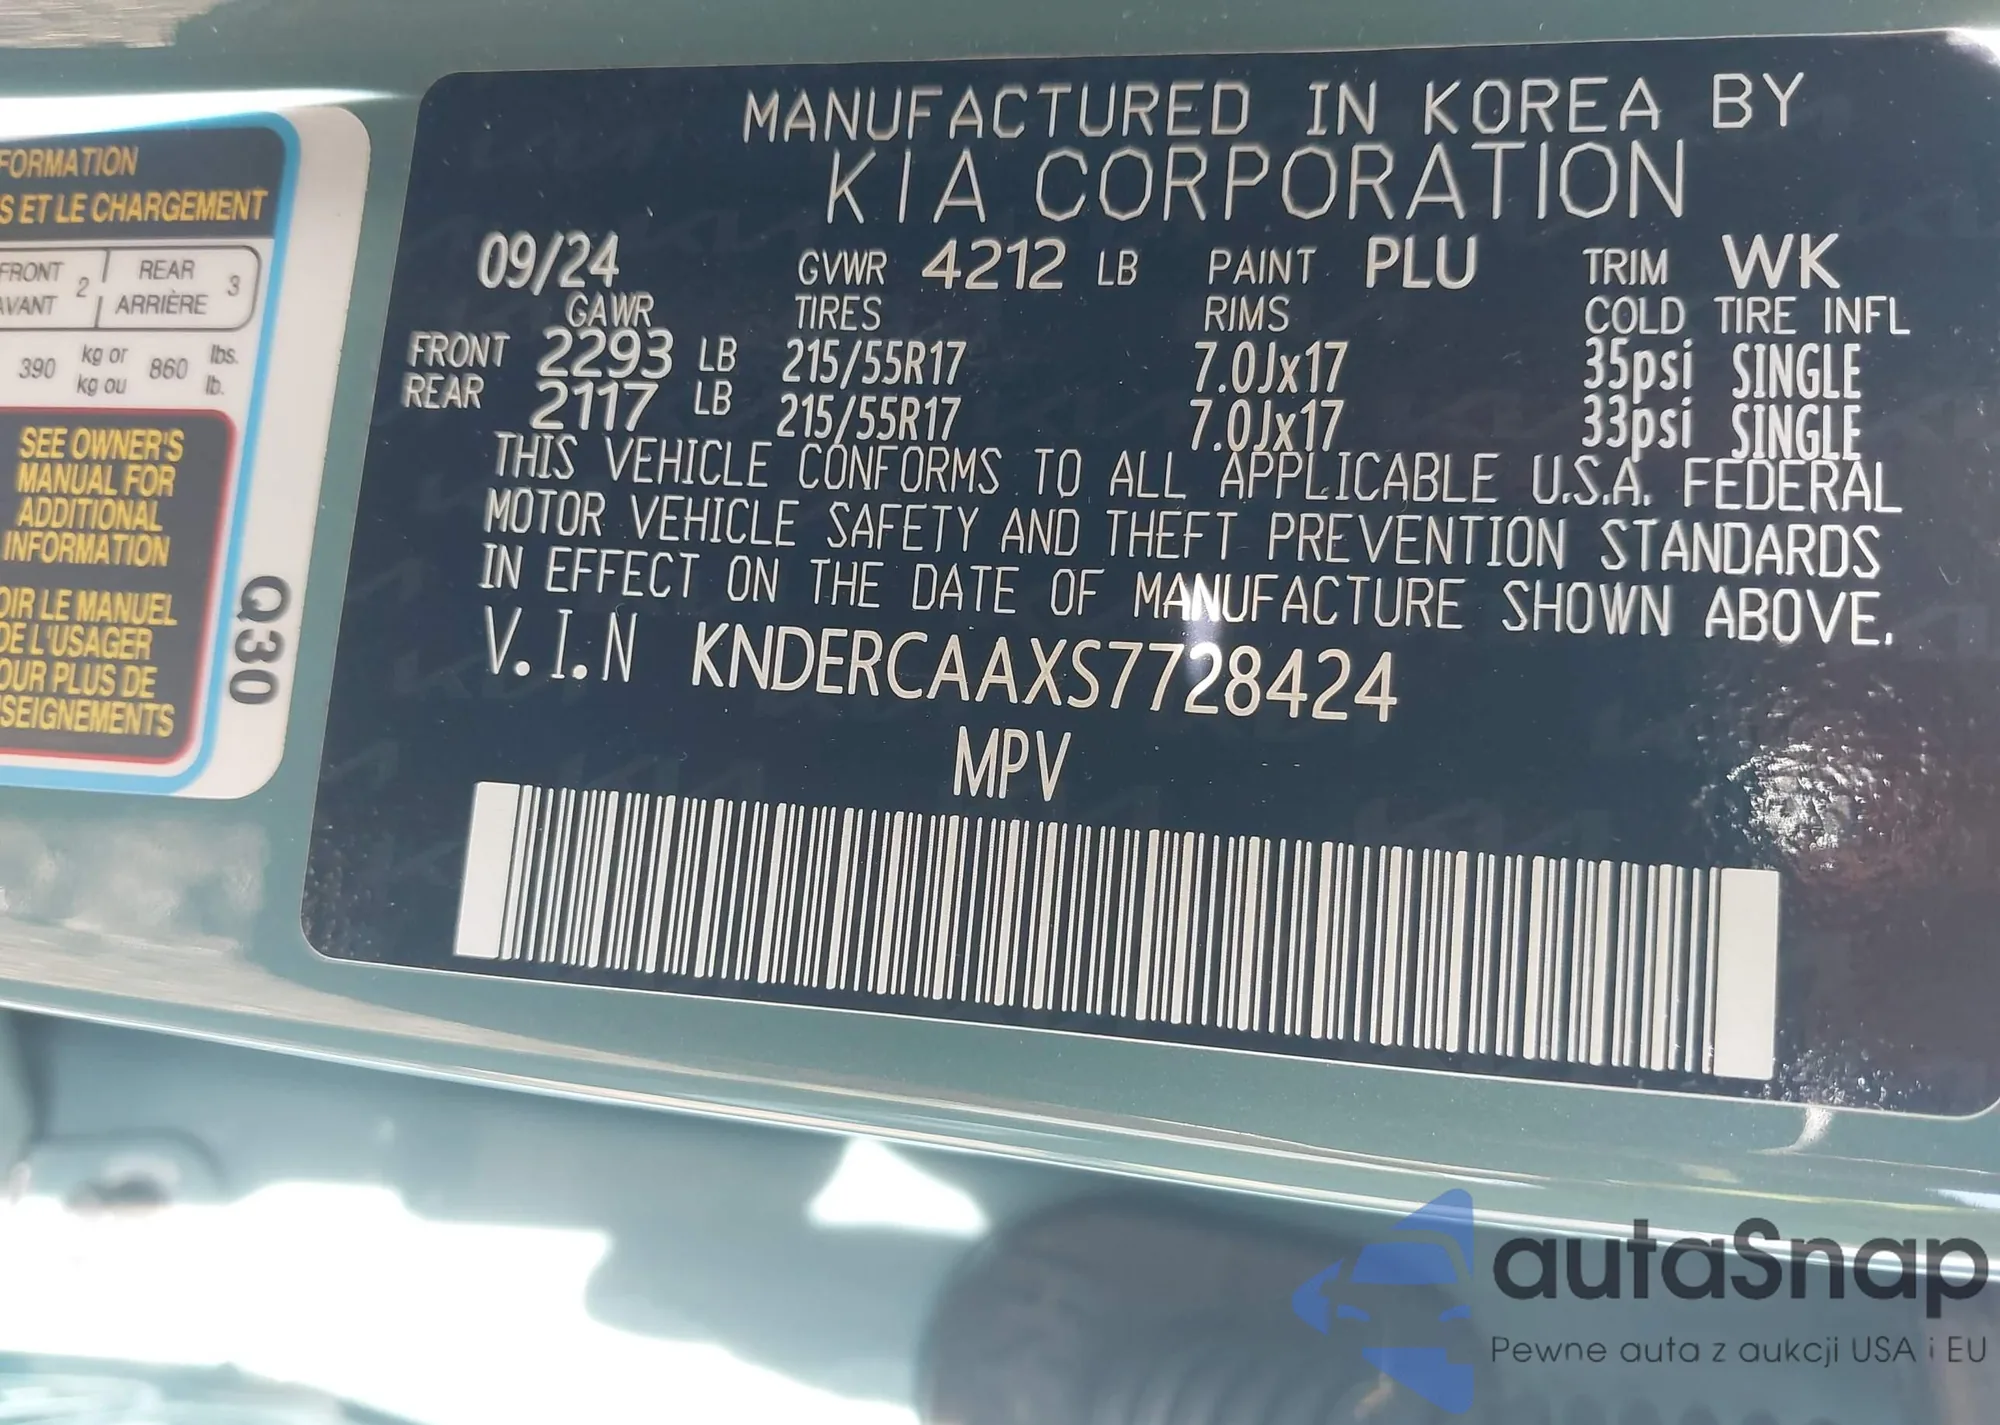 MANUFACTURED IN KOREA BY
KIA CORPORATION
09/24 GVWR 4212 LB PAINT PLU TRIM WK
GAWR TIRES RIMS COLD TIRE INFL
FRONT 2293 LB 215/55R17 7.0Jx17 35psi SINGLE
REAR 2117 LB 215/55R17 7.0Jx17 33psi SINGLE
THIS VEHICLE CONFORMS TO ALL APPLICABLE U.S.A. FEDERAL
MOTOR VEHICLE SAFETY AND THEFT PREVENTION STANDARDS
IN EFFECT ON THE DATE OF MANUFACTURE SHOWN ABOVE.
V.I.N KNDERCAAXS7728424
MPV
FORMATION
S ET LE CHARGEMENT
FRONT 2 REAR 3
AVANT ARRIÈRE
390 kg or 860 lbs.
kg ou lb.
SEE OWNER'S
MANUAL FOR
ADDITIONAL
INFORMATION
OIR LE MANUEL
DE L'USAGER
OUR PLUS DE
SEIGNEMENTS
Q30
autaSnap
Pewne auta z aukcji USA i EU